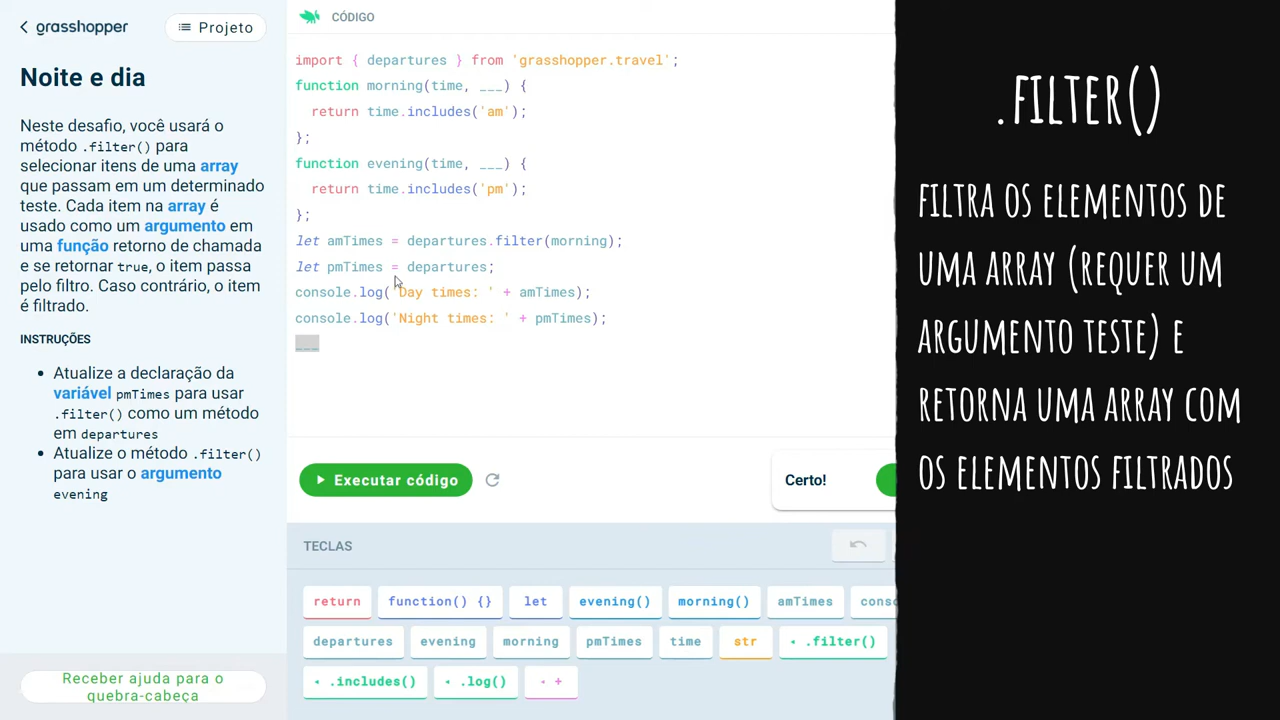 grasshopper
Projeto
Noite e dia
Neste desafio, você usará o
método .filter() para
selecionar itens de uma array
que passam em um determinado
teste. Cada item na array é
usado como um argumento em
uma função retorno de chamada
e se retornar true, o item passa
pelo filtro. Caso contrário, o item
é filtrado.
INSTRUÇÕES
Atualize a declaração da
variável pmTimes para usar
.filter() como um método
em departures
Atualize o método .filter()
para usar o argumento
evening
Receber ajuda para o
quebra-cabeça
CÓDIGO
import { departures } from 'grasshopper.travel';
function morning(time, ___) {
return time.includes('am');
};
function evening(time, ___) {
return time.includes('pm');
};
let amTimes = departures.filter(morning);
let pmTimes = departures;
console.log('Day times: ' + amTimes);
console.log('Night times: ' + pmTimes);
___
Executar código
Certo!
TECLAS
return function() {} let evening() morning() amTimes conso
departures evening morning pmTimes time str .filter()
.includes() .log() +
.FILTER()
FILTRA OS ELEMENTOS DE
UMA ARRAY (REQUER UM
ARGUMENTO TESTE) E
RETORNA UMA ARRAY COM
OS ELEMENTOS FILTRADOS